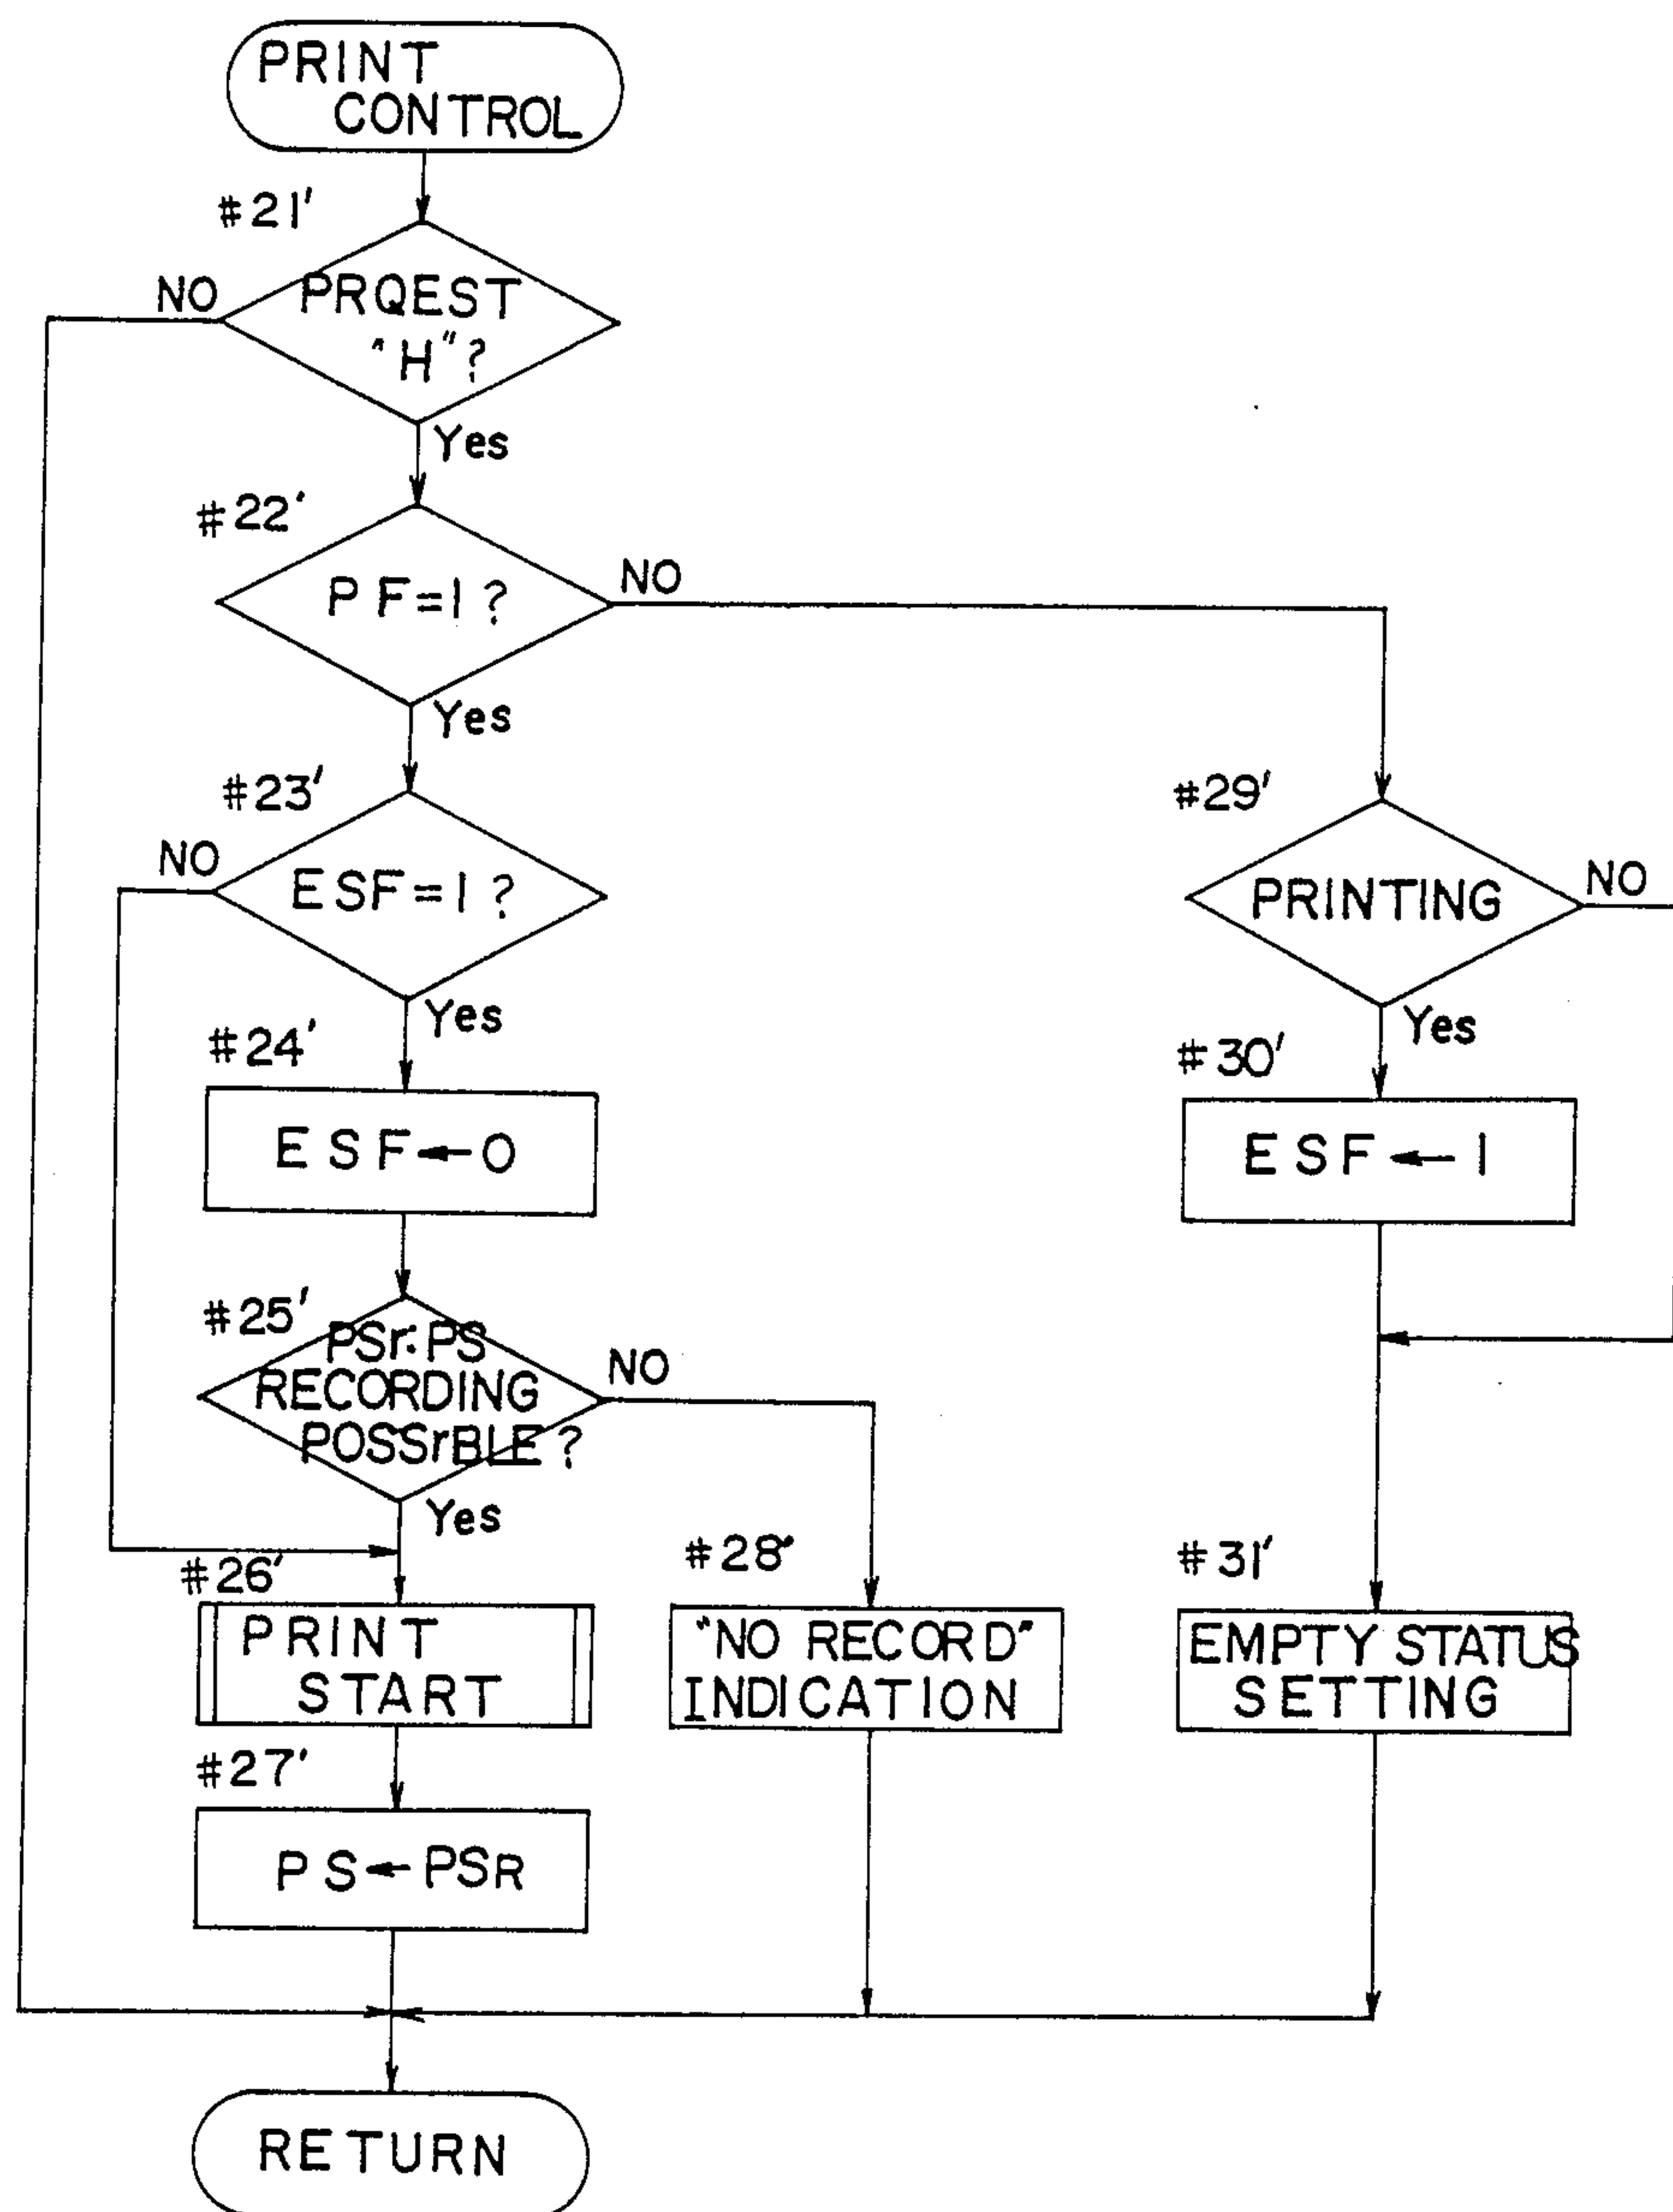 PRINT
CONTROL
#21'
NO
PRQEST
"H"?
Yes
#22'
PF=1?
NO
Yes
#23'
NO
ESF=1?
Yes
#29'
PRINTING
NO
Yes
#24'
ESF←0
#30'
ESF←1
#25'
PSr:PS
RECORDING
POSSrBLE?
NO
Yes
#26'
PRINT
START
#28'
"NO RECORD"
INDICATION
#31'
EMPTY STATUS
SETTING
#27'
PS←PSR
RETURN